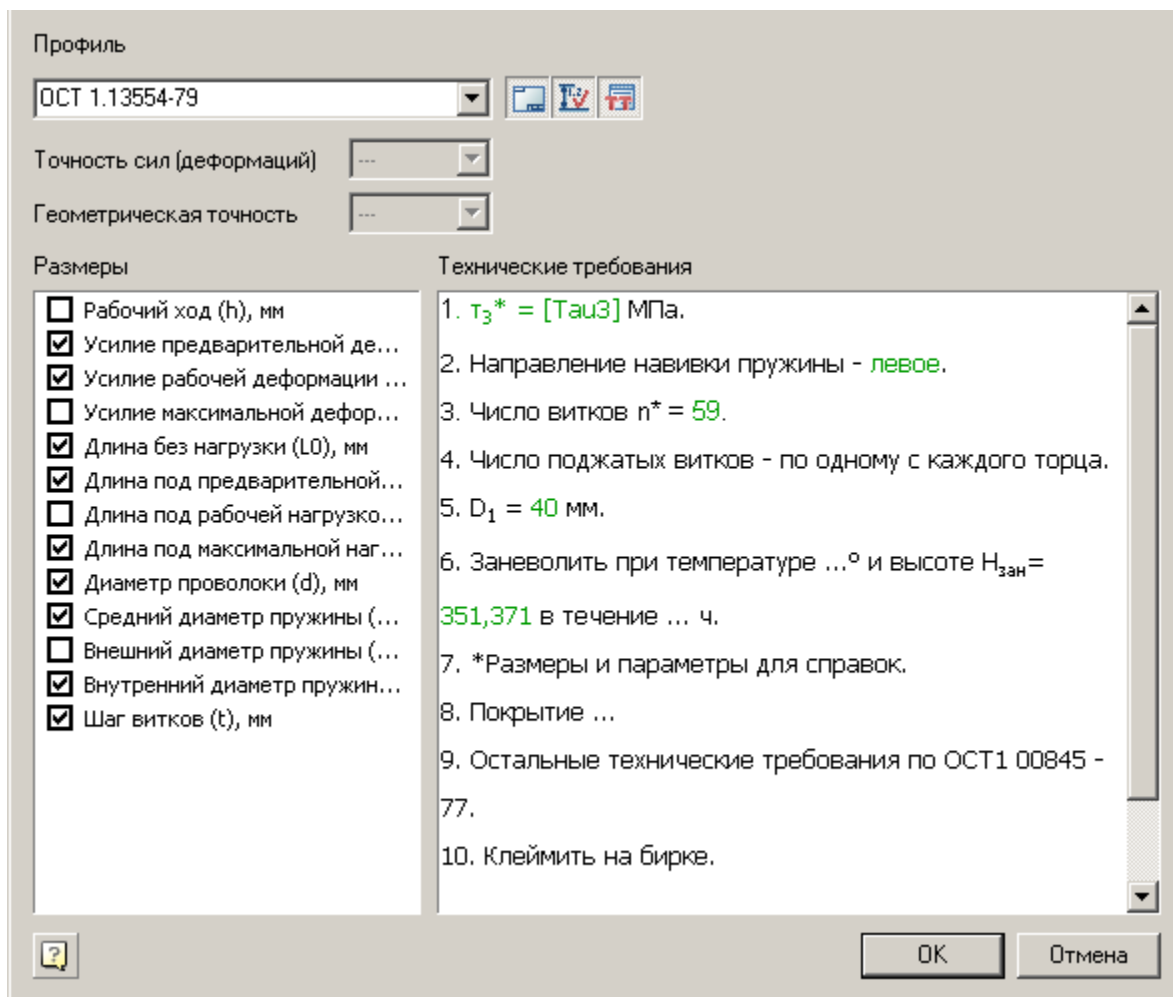 Профиль
ОСТ 1.13554-79
Точность сил (деформаций)
---
Геометрическая точность
---
Размеры
Рабочий ход (h), мм
Усилие предварительной де...
Усилие рабочей деформации ...
Усилие максимальной дефор...
Длина без нагрузки (L0), мм
Длина под предварительной...
Длина под рабочей нагрузко...
Длина под максимальной наг...
Диаметр проволоки (d), мм
Средний диаметр пружины (...
Внешний диаметр пружины (...
Внутренний диаметр пружин...
Шаг витков (t), мм
Технические требования
1. τ₃* = [Tau3] МПа.
2. Направление навивки пружины - левое.
3. Число витков n* = 59.
4. Число поджатых витков - по одному с каждого торца.
5. D₁ = 40 мм.
6. Заневолить при температуре ...º и высоте Hзан=
351,371 в течение ... ч.
7. *Размеры и параметры для справок.
8. Покрытие ...
9. Остальные технические требования по ОСТ1 00845 -
77.
10. Клеймить на бирке.
OK
Отмена